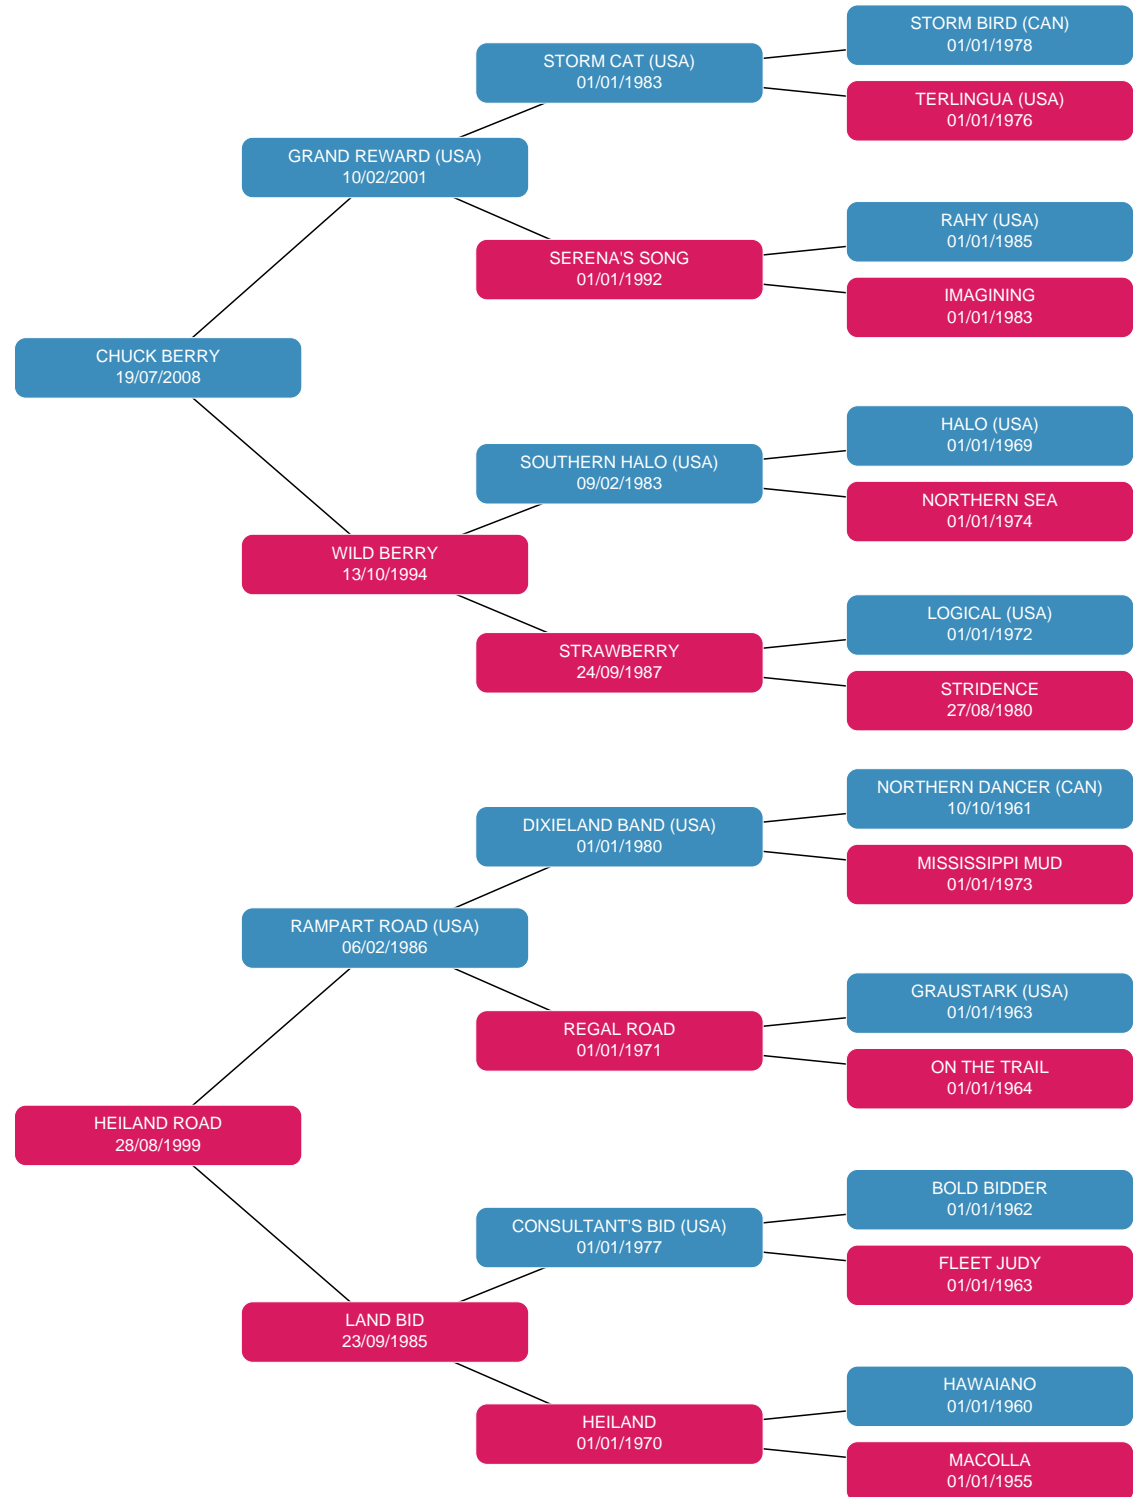 STORM BIRD (CAN)
01/01/1978
STORM CAT (USA)
01/01/1983
TERLINGUA (USA)
01/01/1976
GRAND REWARD (USA)
10/02/2001
RAHY (USA)
01/01/1985
SERENA'S SONG
01/01/1992
IMAGINING
01/01/1983
CHUCK BERRY
19/07/2008
HALO (USA)
01/01/1969
SOUTHERN HALO (USA)
09/02/1983
NORTHERN SEA
01/01/1974
WILD BERRY
13/10/1994
LOGICAL (USA)
01/01/1972
STRAWBERRY
24/09/1987
STRIDENCE
27/08/1980
NORTHERN DANCER (CAN)
10/10/1961
DIXIELAND BAND (USA)
01/01/1980
MISSISSIPPI MUD
01/01/1973
RAMPART ROAD (USA)
06/02/1986
GRAUSTARK (USA)
01/01/1963
REGAL ROAD
01/01/1971
ON THE TRAIL
01/01/1964
HEILAND ROAD
28/08/1999
BOLD BIDDER
01/01/1962
CONSULTANT'S BID (USA)
01/01/1977
FLEET JUDY
01/01/1963
LAND BID
23/09/1985
HAWAIANO
01/01/1960
HEILAND
01/01/1970
MACOLLA
01/01/1955